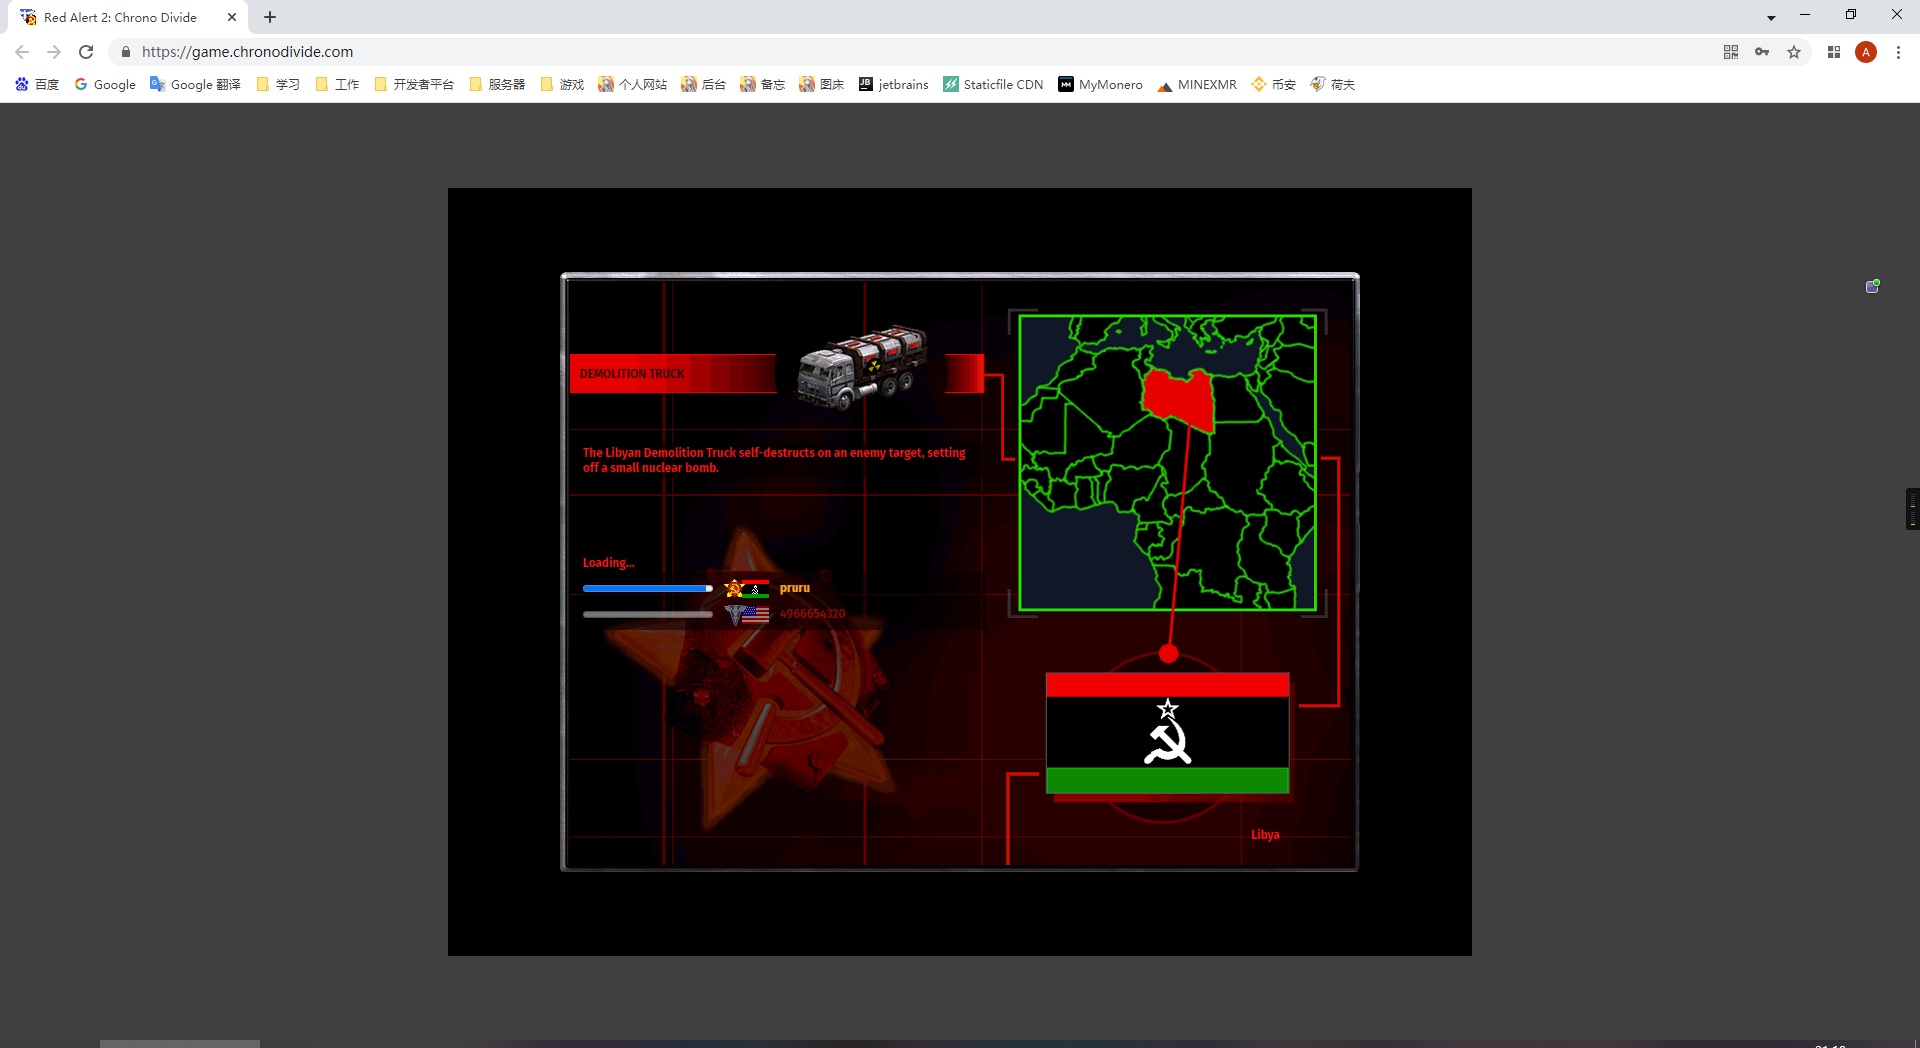 Red Alert 2: Chrono Divide
https://game.chronodivide.com
A
百度
Google
Google 翻译
学习
工作
开发者平台
服务器
游戏
个人网站
后台
备忘
图床
jetbrains
Staticfile CDN
MyMonero
MINEXMR
币安
荷夫
DEMOLITION TRUCK
The Libyan Demolition Truck self-destructs on an enemy target, setting
off a small nuclear bomb.
Loading...
pruru
4966654320
Libya